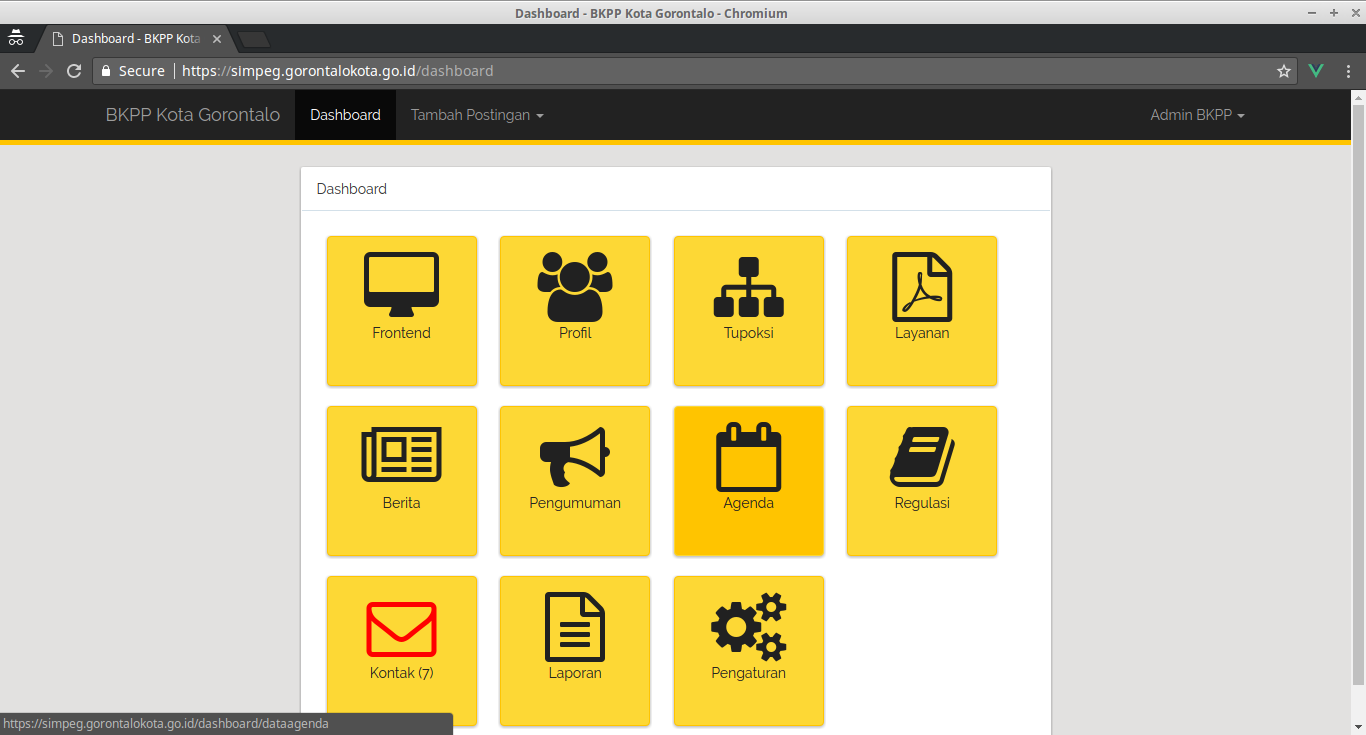 Dashboard - BKPP Kota Gorontalo - Chromium
Dashboard - BKPP Kota
Secure https://simpeg.gorontalokota.go.id/dashboard
BKPP Kota Gorontalo Dashboard Tambah Postingan Admin BKPP
Dashboard
Frontend Profil Tupoksi Layanan
Berita Pengumuman Agenda Regulasi
Kontak (7) Laporan Pengaturan
https://simpeg.gorontalokota.go.id/dashboard/dataagenda